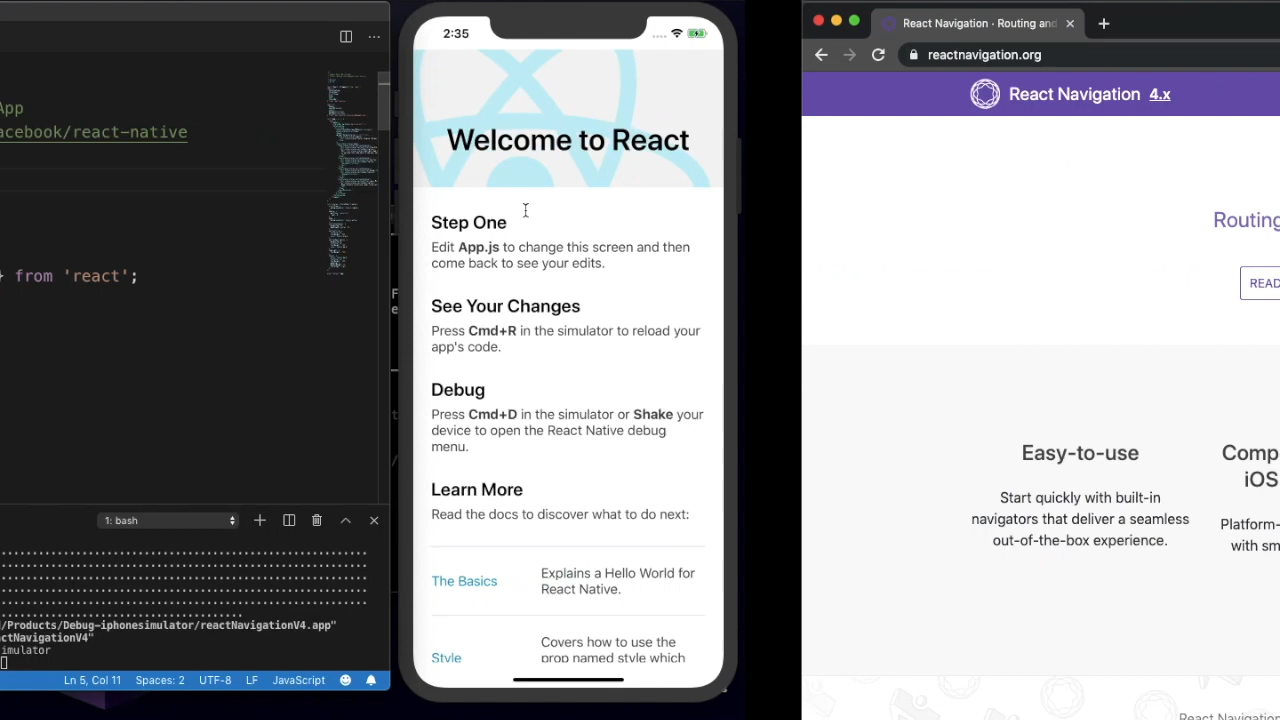 App
acebook/react-native
from 'react';
1: bash
/Products/Debug-iphonesimulator/reactNavigationV4.app"
actNavigationV4"
imulator
Ln 5, Col 11 Spaces: 2 UTF-8 LF JavaScript
2:35
Welcome to React
Step One
Edit App.js to change this screen and then
come back to see your edits.
See Your Changes
Press Cmd+R in the simulator to reload your
app's code.
Debug
Press Cmd+D in the simulator or Shake your
device to open the React Native debug
menu.
Learn More
Read the docs to discover what to do next:
The Basics
Explains a Hello World for
React Native.
Style
Covers how to use the
prop named style which
React Navigation · Routing and
reactnavigation.org
React Navigation 4.x
Routing
READ
Easy-to-use
Start quickly with built-in
navigators that deliver a seamless
out-of-the-box experience.
Comp
iOS
Platform-
with sm
React Navigation